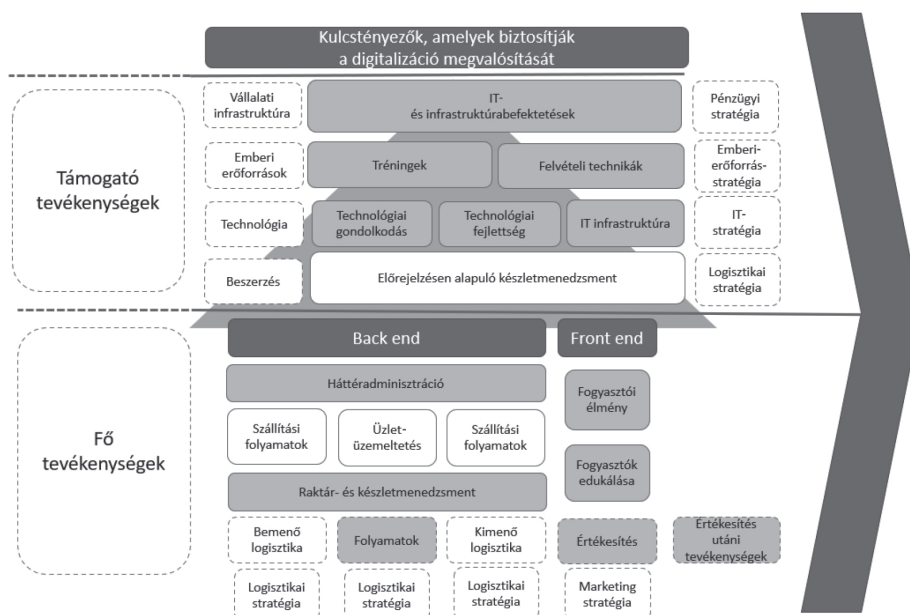 Kulcstényezők, amelyek biztosítják
a digitalizáció megvalósítását
Támogató
tevékenységek
Vállalati
infrastruktúra
IT-
és infrastruktúrabefektetések
Pénzügyi
stratégia
Emberi
erőforrások
Tréningek
Felvételi technikák
Emberi-
erőforrás-
stratégia
Technológia
Technológiai
gondolkodás
Technológiai
fejlettség
IT infrastruktúra
IT-
stratégia
Beszerzés
Előrejelzésen alapuló készletmenedzsment
Logisztikai
stratégia
Fő
tevékenységek
Back end
Front end
Háttéradminisztráció
Fogyasztói
élmény
Szállítási
folyamatok
Üzlet-
üzemeltetés
Szállítási
folyamatok
Fogyasztók
edukálása
Raktár- és készletmenedzsment
Bemenő
logisztika
Folyamatok
Kimenő
logisztika
Értékesítés
Értékesítés
utáni
tevékenységek
Logisztikai
stratégia
Logisztikai
stratégia
Logisztikai
stratégia
Marketing
stratégia